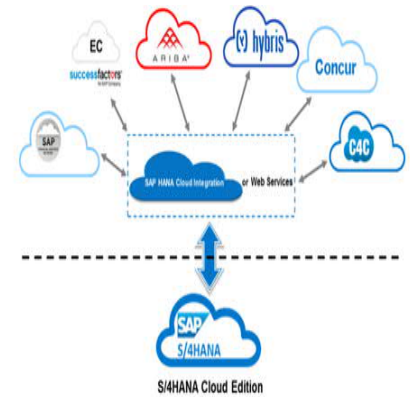 EC
successfactors
ARIBA
hybris
Concur
SAP
C4C
SAP HANA Cloud Integration
or Web Services
SAP
S/4HANA
S/4HANA Cloud Edition